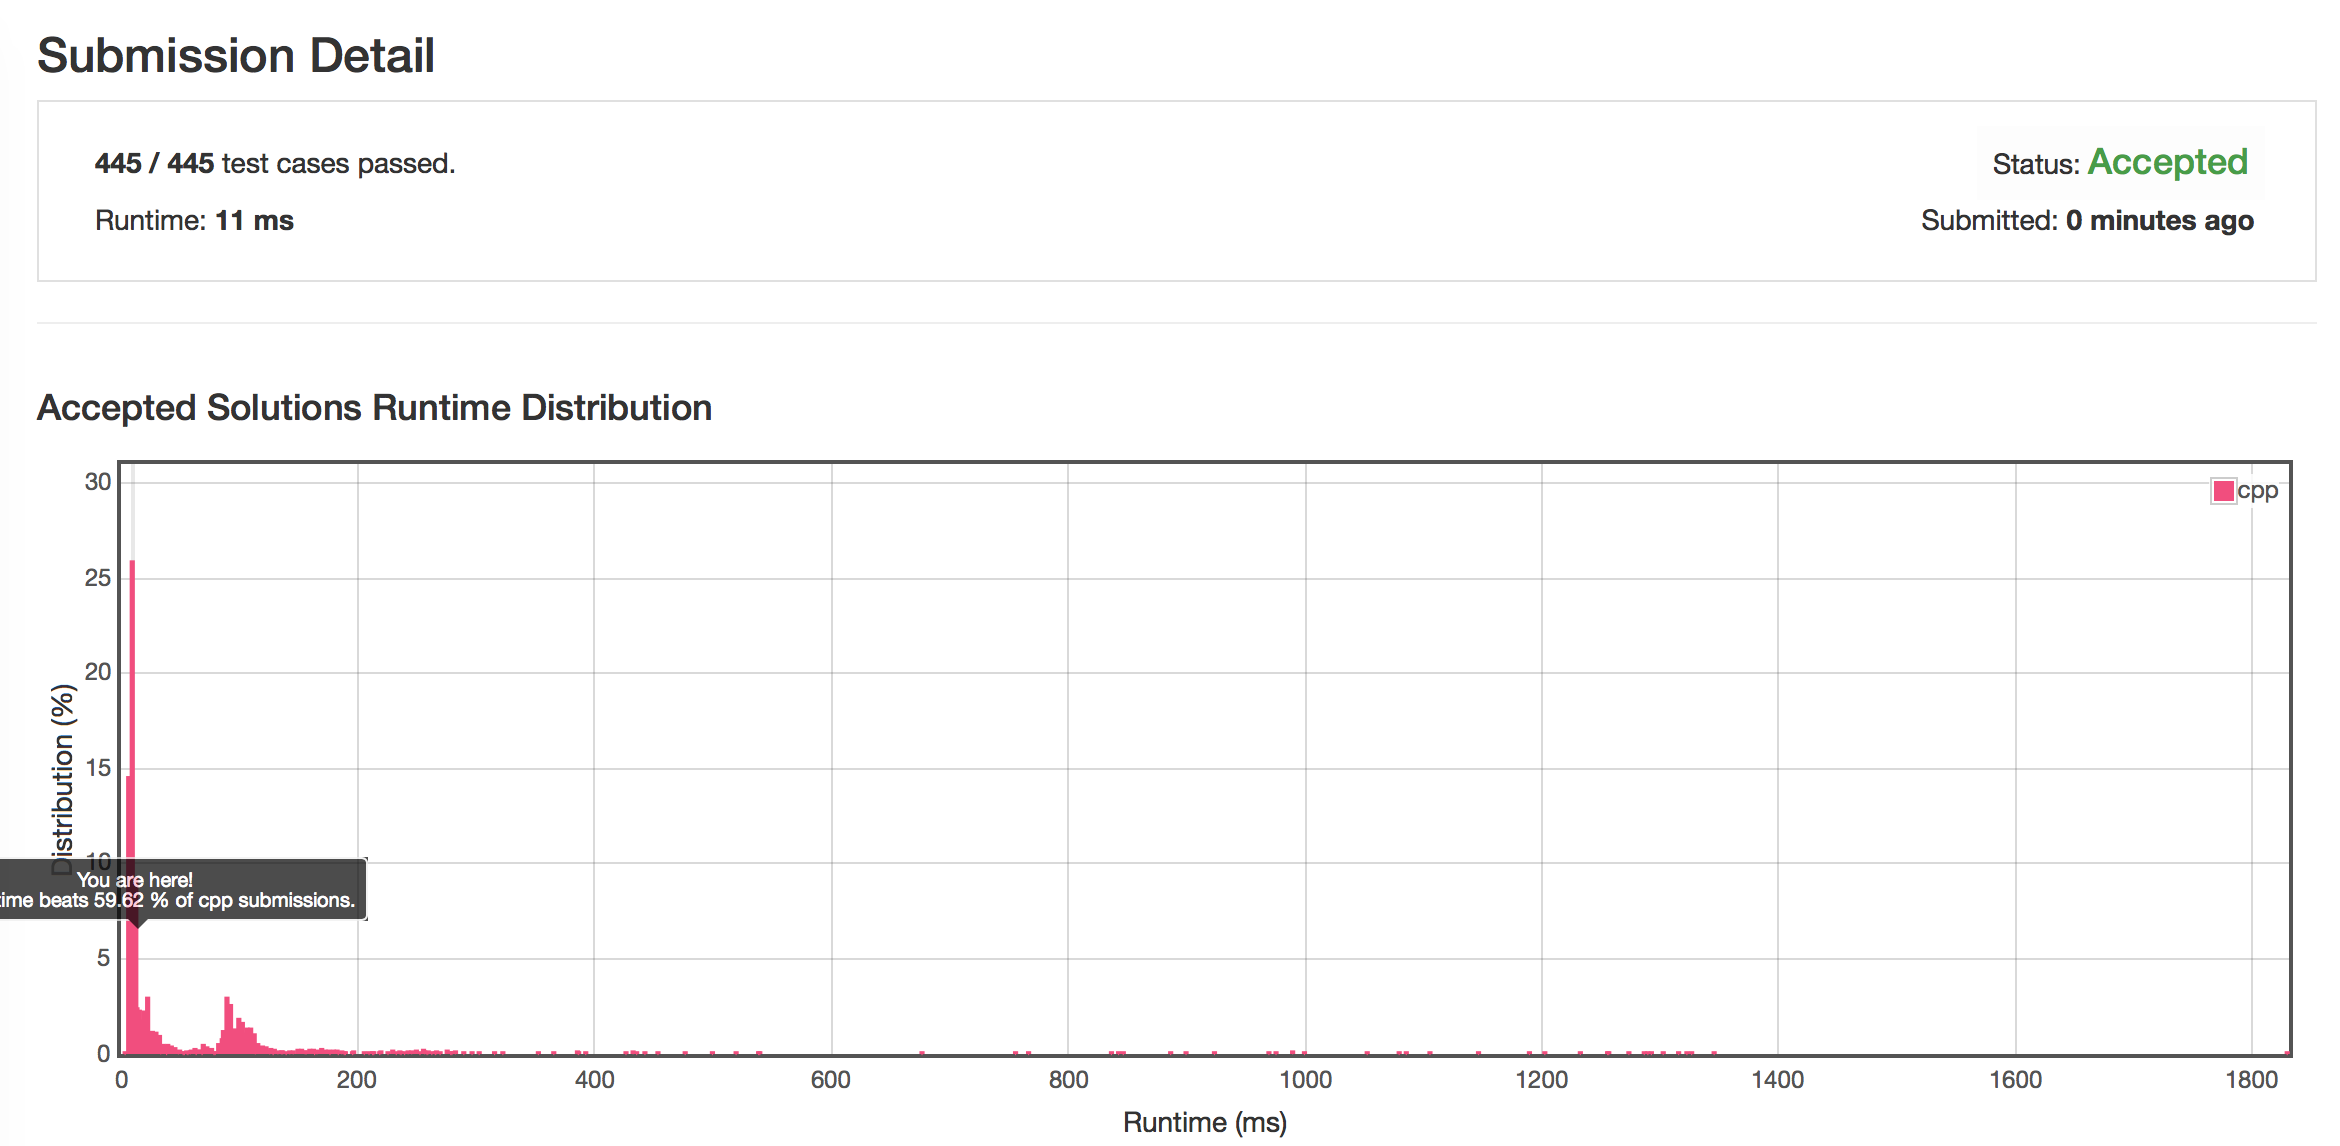 Submission Detail
445 / 445 test cases passed.
Status: Accepted
Runtime: 11 ms
Submitted: 0 minutes ago
Accepted Solutions Runtime Distribution
cpp
30
25
20
15
10
5
0
Distribution (%)
You are here!
time beats 59.62 % of cpp submissions.
0 200 400 600 800 1000 1200 1400 1600 1800
Runtime (ms)